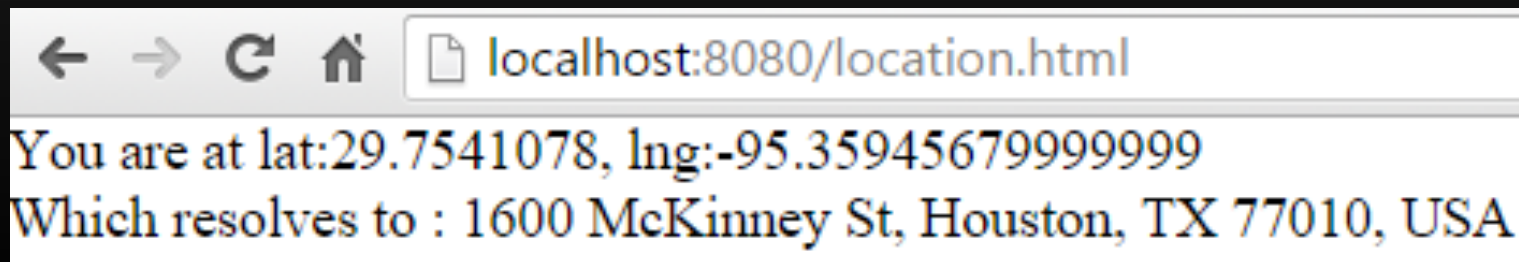 localhost:8080/location.html
You are at lat:29.7541078, lng:-95.35945679999999
Which resolves to : 1600 McKinney St, Houston, TX 77010, USA